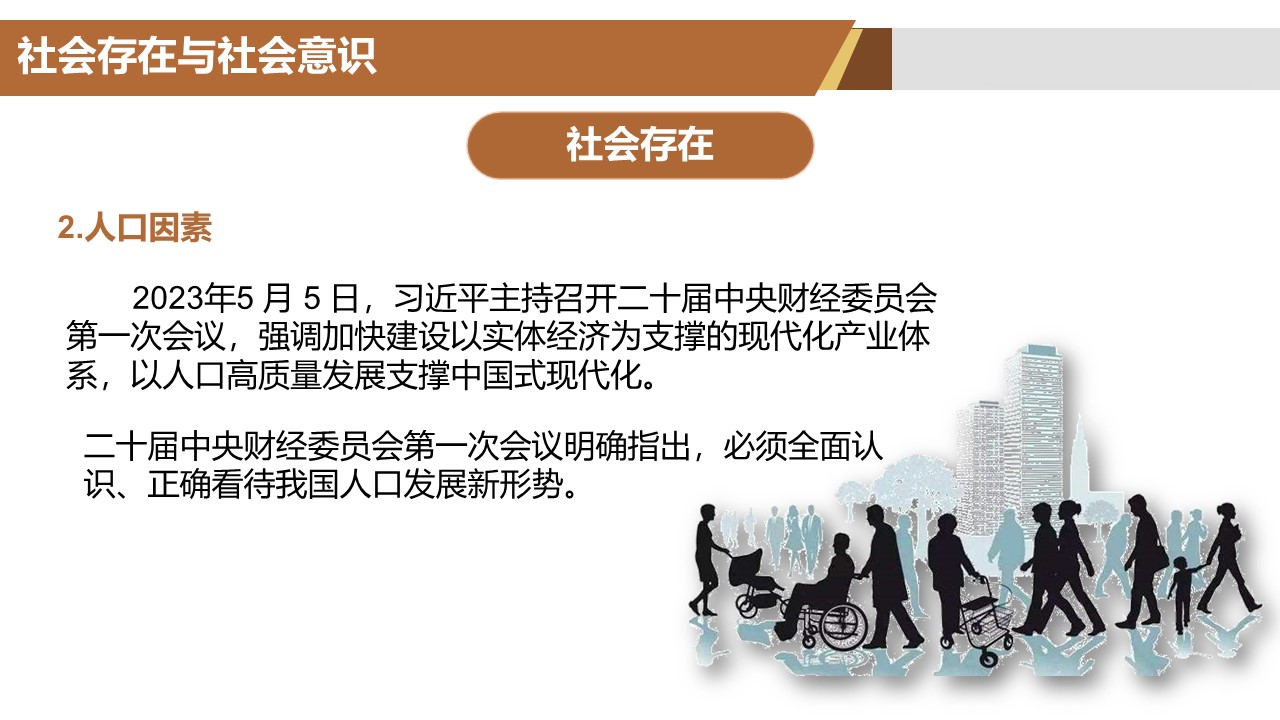 社会存在与社会意识
社会存在
2.人口因素
2023年5 月 5 日，习近平主持召开二十届中央财经委员会
第一次会议，强调加快建设以实体经济为支撑的现代化产业体
系，以人口高质量发展支撑中国式现代化。
二十届中央财经委员会第一次会议明确指出，必须全面认
识、正确看待我国人口发展新形势。